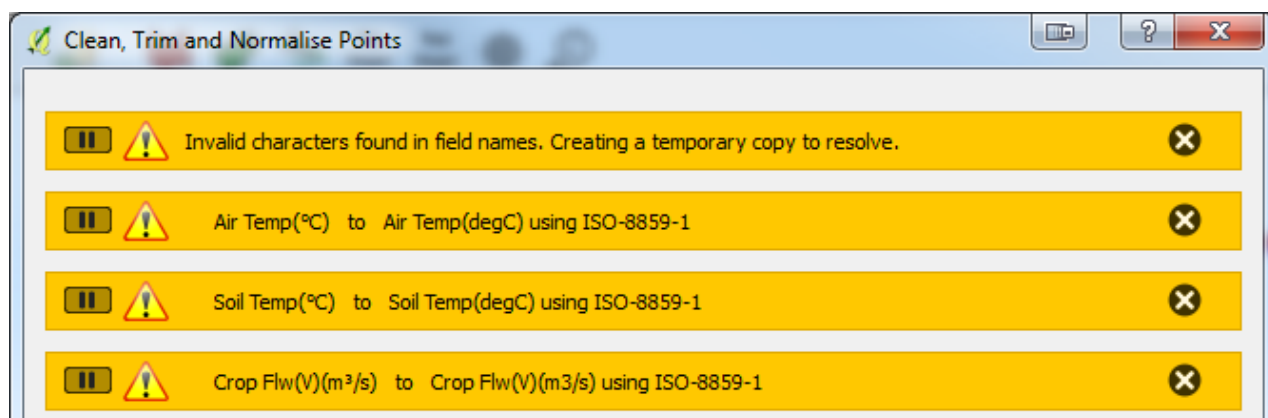 Clean, Trim and Normalise Points
Invalid characters found in field names. Creating a temporary copy to resolve.
Air Temp(°C) to Air Temp(degC) using ISO-8859-1
Soil Temp(°C) to Soil Temp(degC) using ISO-8859-1
Crop Flw(V)(m³/s) to Crop Flw(V)(m3/s) using ISO-8859-1